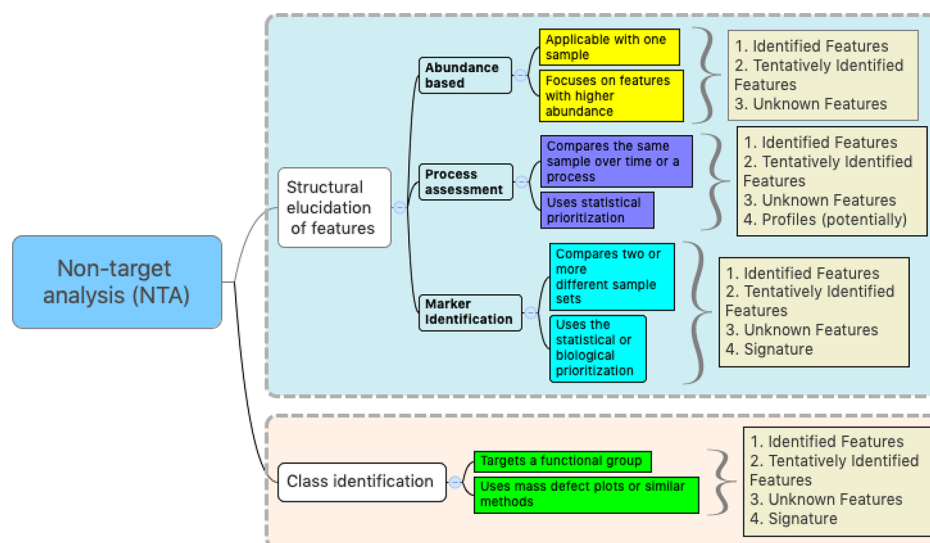 Non-target
analysis (NTA)
Structural
elucidation
of features
Abundance
based
Applicable with one
sample
Focuses on features
with higher
abundance
1. Identified Features
2. Tentatively Identified
Features
3. Unknown Features
Process
assessment
Compares the same
sample over time or a
process
Uses statistical
prioritization
1. Identified Features
2. Tentatively Identified
Features
3. Unknown Features
4. Profiles (potentially)
Marker
Identification
Compares two or
more
different sample
sets
Uses the
statistical or
biological
prioritization
1. Identified Features
2. Tentatively Identified
Features
3. Unknown Features
4. Signature
Class identification
Targets a functional group
Uses mass defect plots or similar
methods
1. Identified Features
2. Tentatively Identified
Features
3. Unknown Features
4. Signature